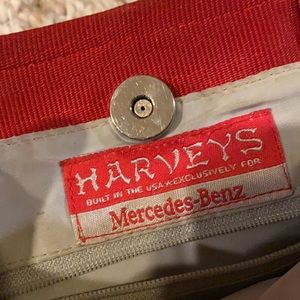 HARVEYS
BUILT IN THE USA★EXCLUSIVELY FOR
Mercedes-Benz